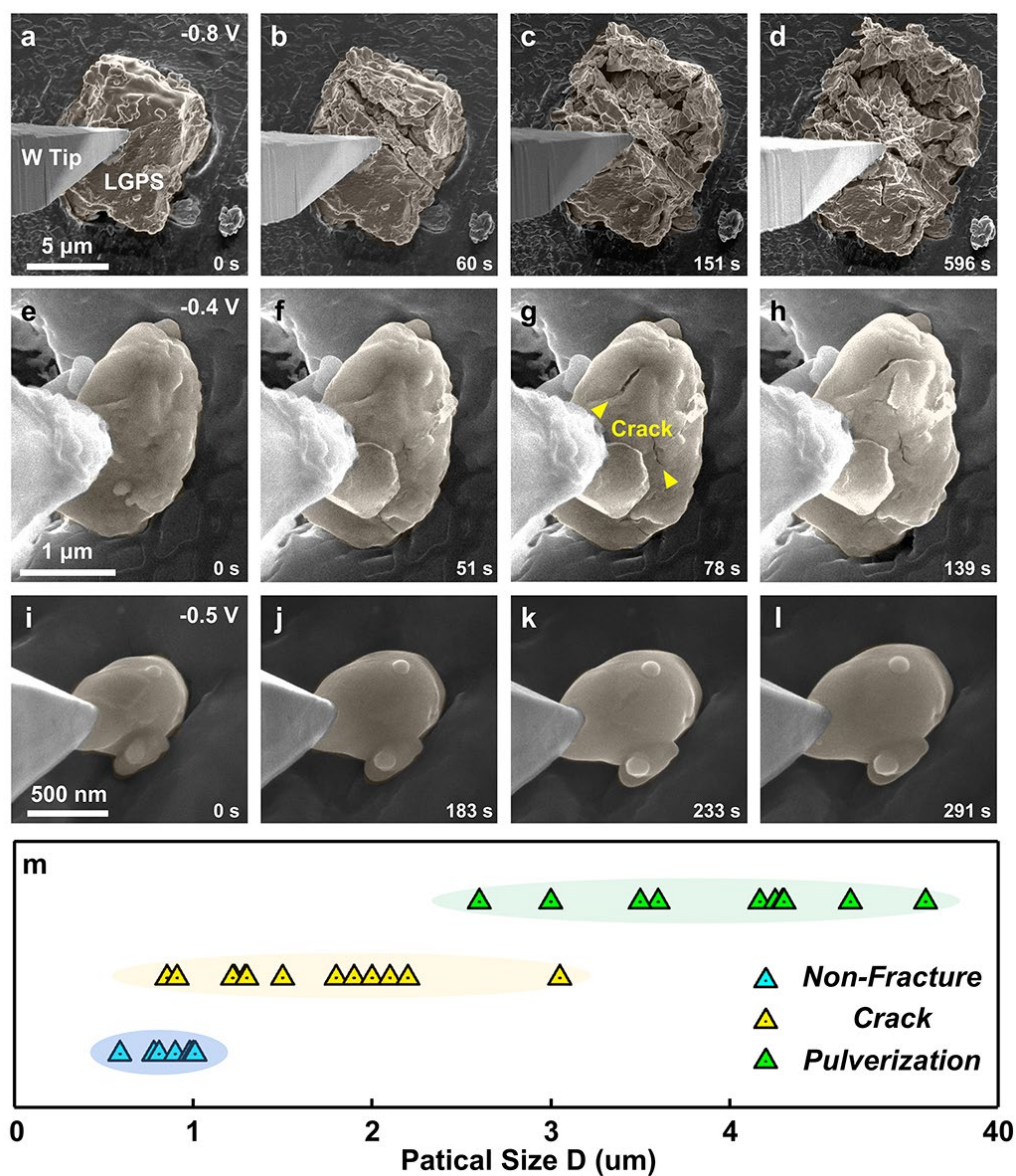 a -0.8 V b c d
W Tip
LGPS
5 µm 0 s 60 s 151 s 596 s
e -0.4 V f g h
Crack
1 µm 0 s 51 s 78 s 139 s
i -0.5 V j k l
500 nm 0 s 183 s 233 s 291 s
m
Non-Fracture
Crack
Pulverization
0 1 2 3 4 40
Patical Size D (um)